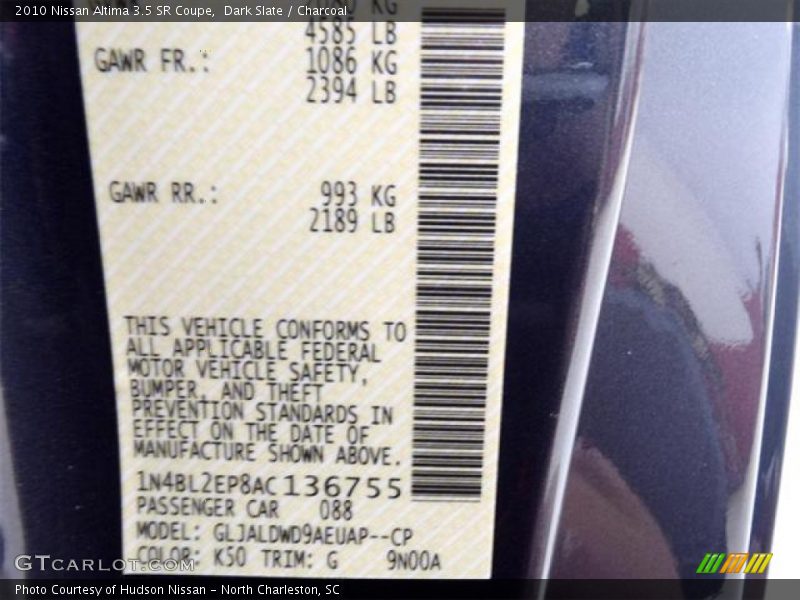 2010 Nissan Altima 3.5 SR Coupe,  Dark Slate / Charcoal
KG
4585 LB
GAWR FR.: 1086 KG
2394 LB
GAWR RR.: 993 KG
2189 LB
THIS VEHICLE CONFORMS TO
ALL APPLICABLE FEDERAL
MOTOR VEHICLE SAFETY,
BUMPER, AND THEFT
PREVENTION STANDARDS IN
EFFECT ON THE DATE OF
MANUFACTURE SHOWN ABOVE.
1N4BL2EP8AC136755
PASSENGER CAR 088
MODEL: GLJALDWD9AEUAP--CP
COLOR: K50 TRIM: G 9N00A
GTCarLot.com
Photo Courtesy of Hudson Nissan - North Charleston, SC